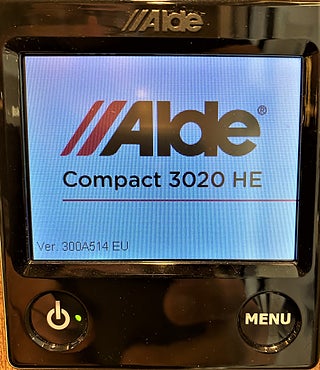 Alde
Alde®
Compact 3020 HE
Ver. 300A514 EU
MENU